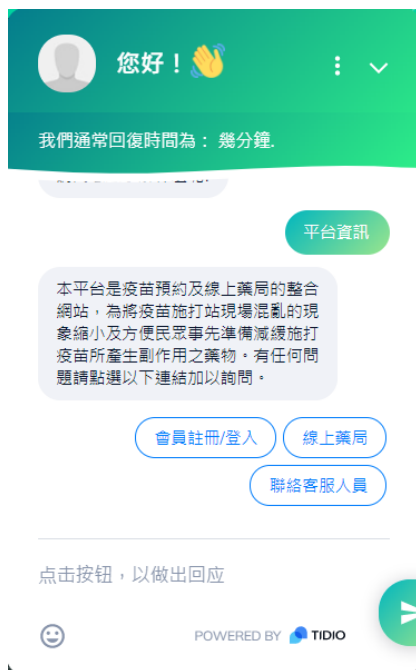 您好！👋
我們通常回復時間為： 幾分鐘.
平台資訊
本平台是疫苗預約及線上藥局的整合
網站，為將疫苗施打站現場混亂的現
象縮小及方便民眾事先準備減緩施打
疫苗所產生副作用之藥物。有任何問
題請點選以下連結加以詢問。
會員註冊/登入
線上藥局
聯絡客服人員
点击按钮，以做出回应
POWERED BY TIDIO